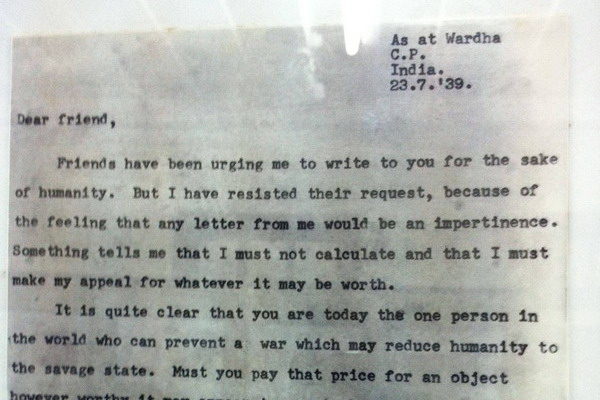 As at Wardha
C.P.
India.
23.7.'39.
Dear friend,
Friends have been urging me to write to you for the sake
of humanity. But I have resisted their request, because of
the feeling that any letter from me would be an impertinence.
Something tells me that I must not calculate and that I must
make my appeal for whatever it may be worth.
It is quite clear that you are today the one person in
the world who can prevent a war which may reduce humanity to
the savage state. Must you pay that price for an object
however worthy it may